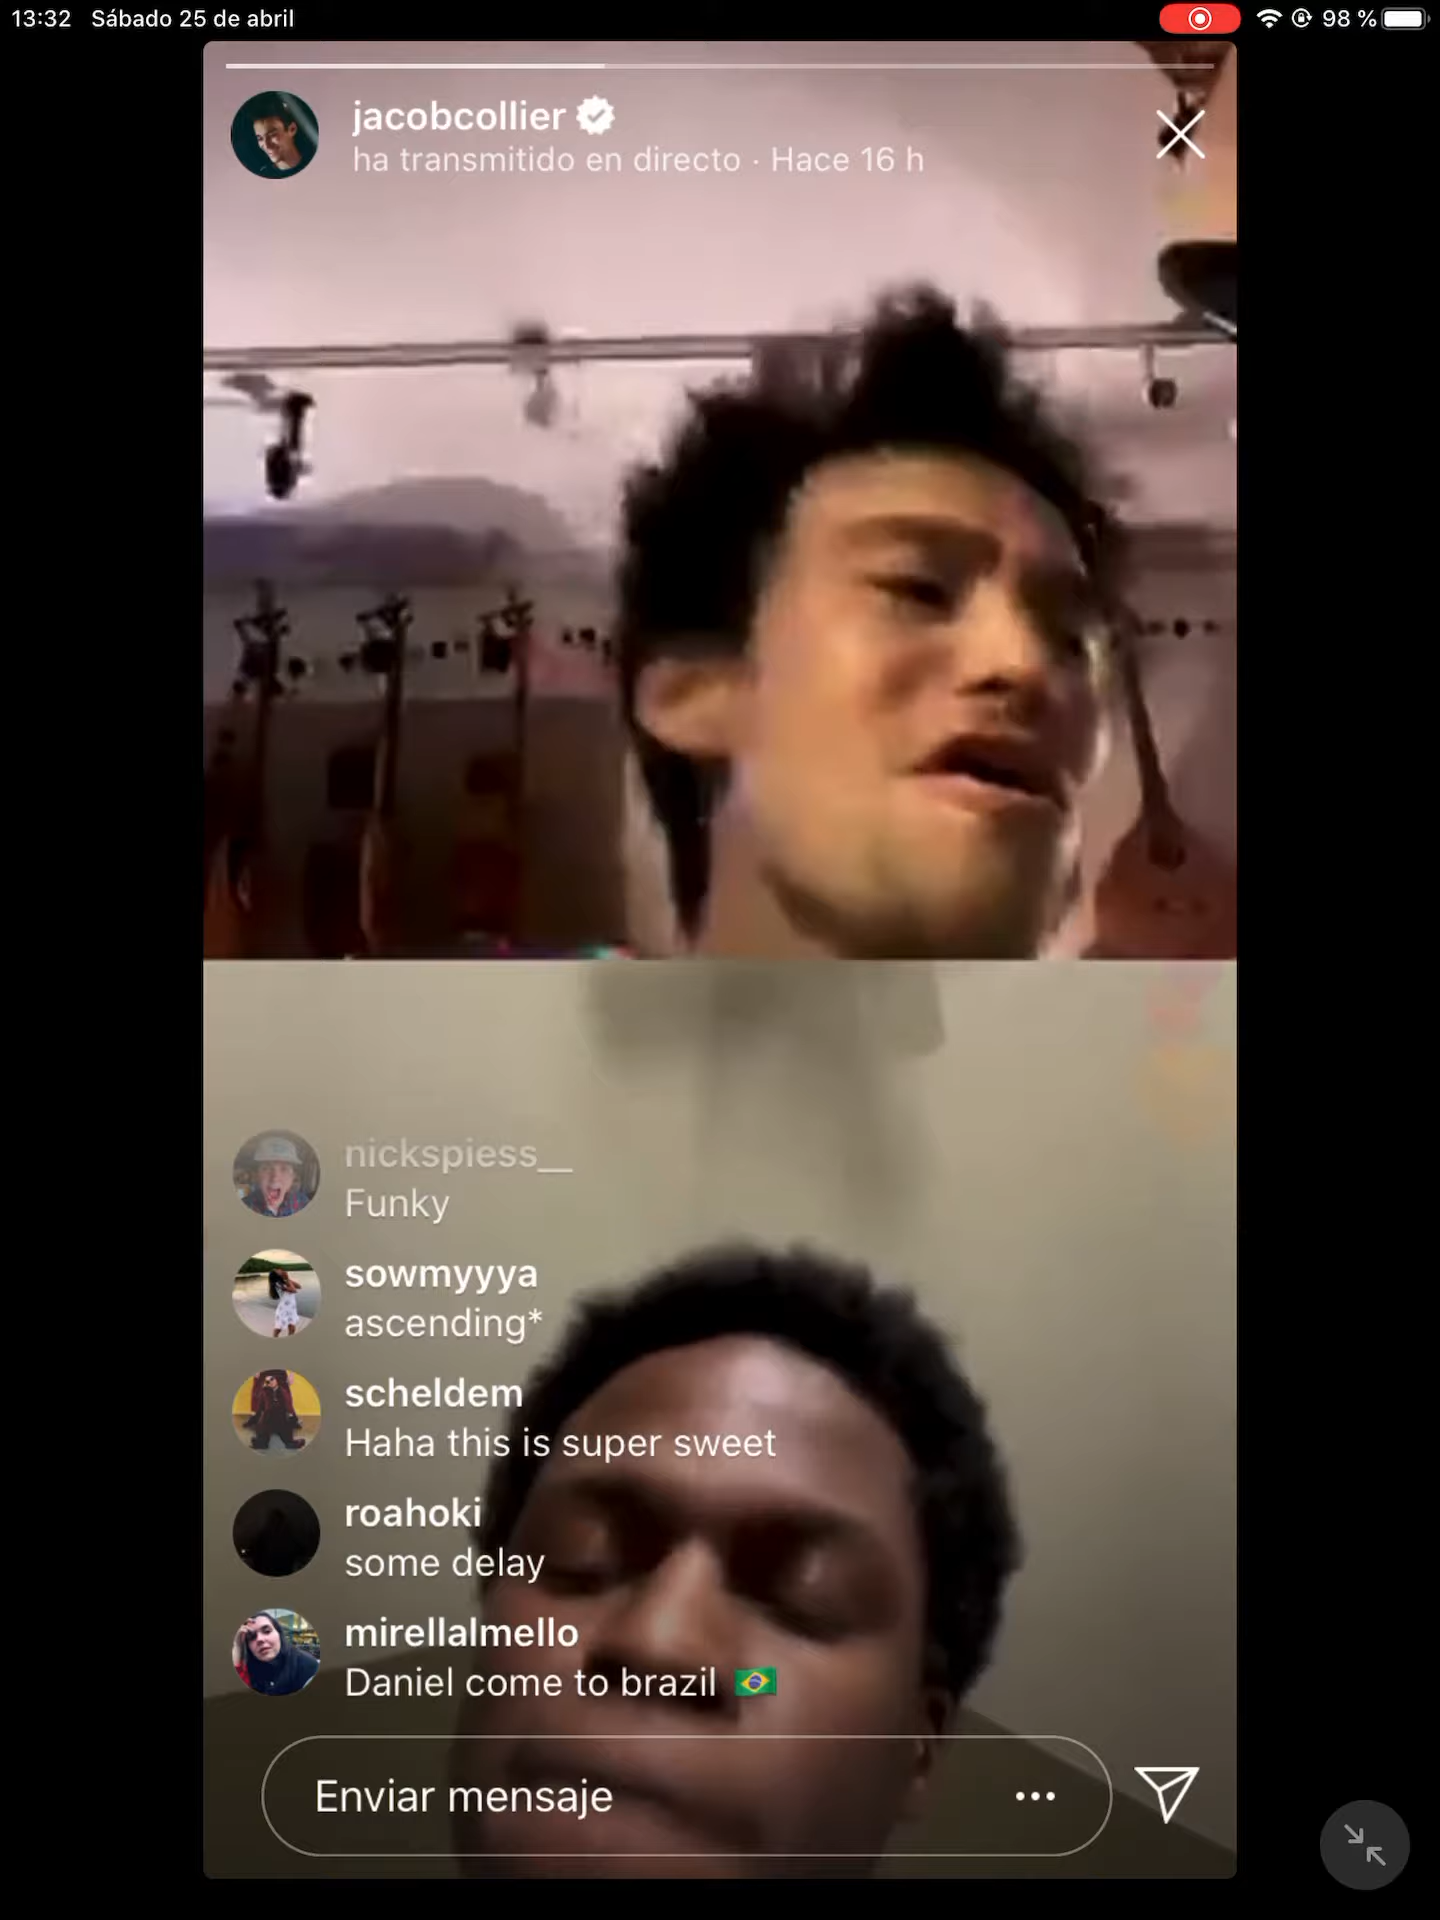 13:32 Sábado 25 de abril
98 %
jacobcollier
ha transmitido en directo · Hace 16 h
nickspiess__
Funky
sowmyyya
ascending*
scheldem
Haha this is super sweet
roahoki
some delay
mirellalmello
Daniel come to brazil 🇧🇷
Enviar mensaje